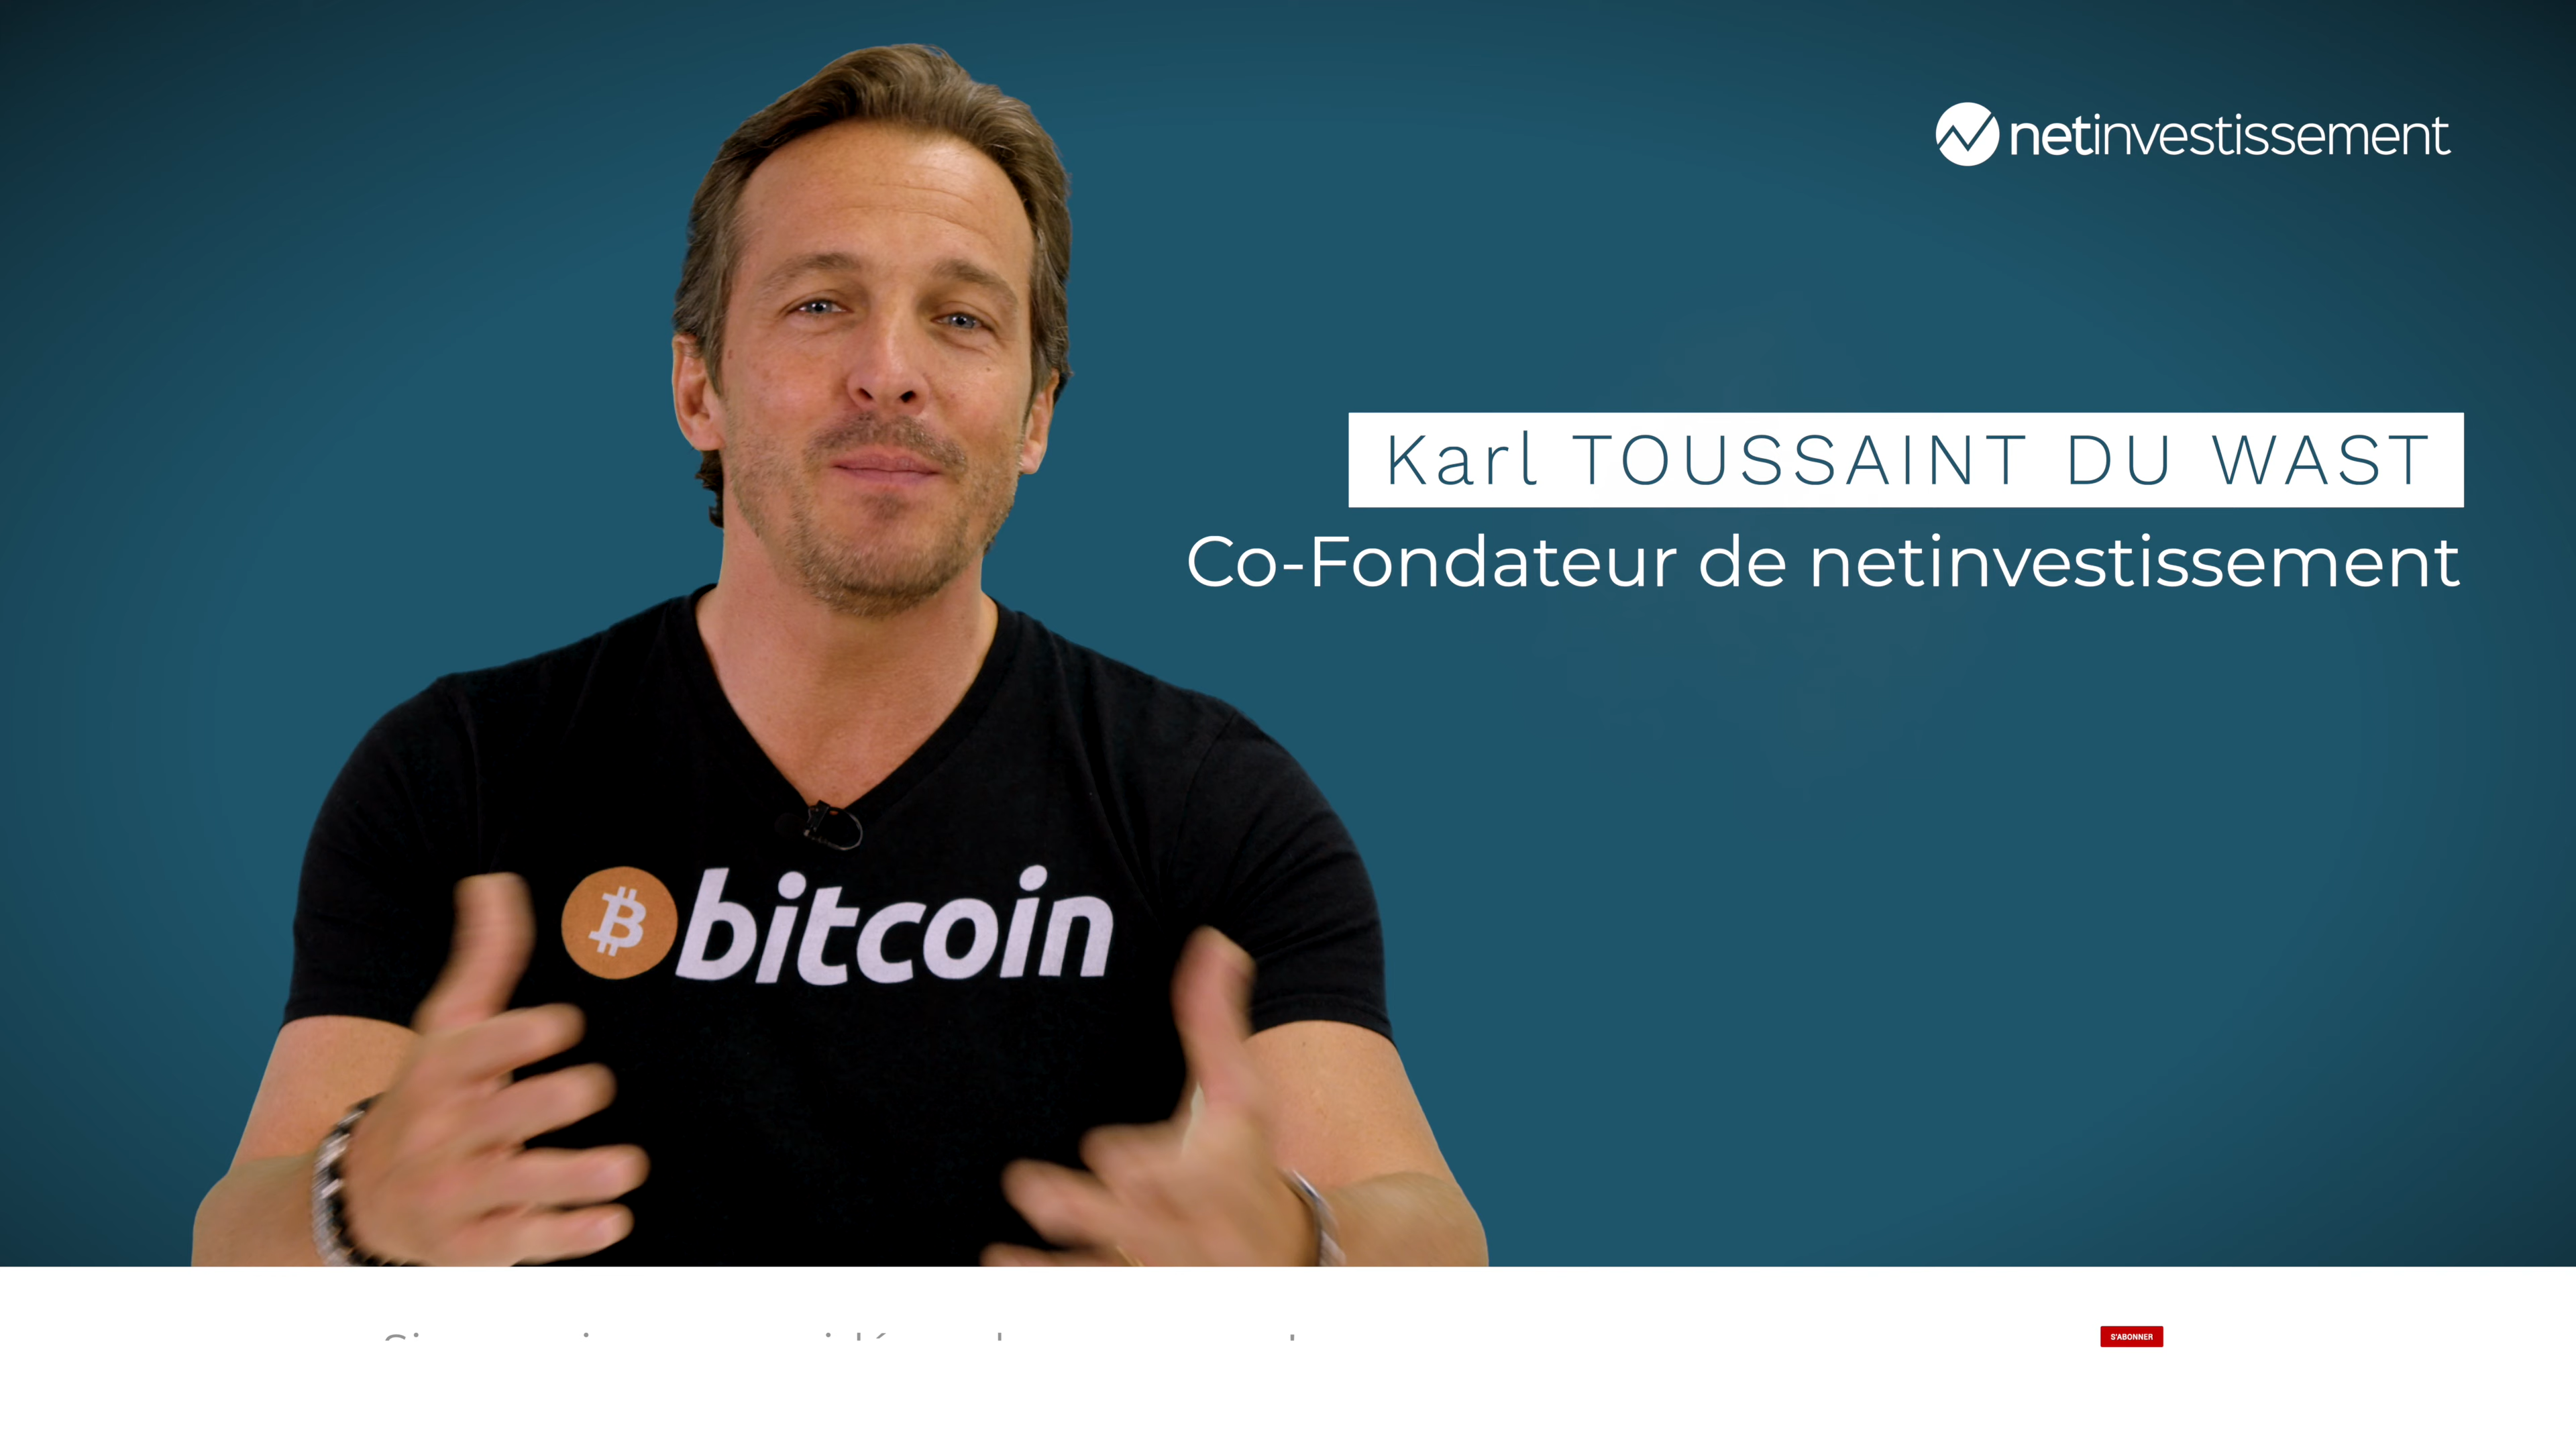 netinvestissement
Karl TOUSSAINT DU WAST
Co-Fondateur de netinvestissement
bitcoin
S'ABONNER